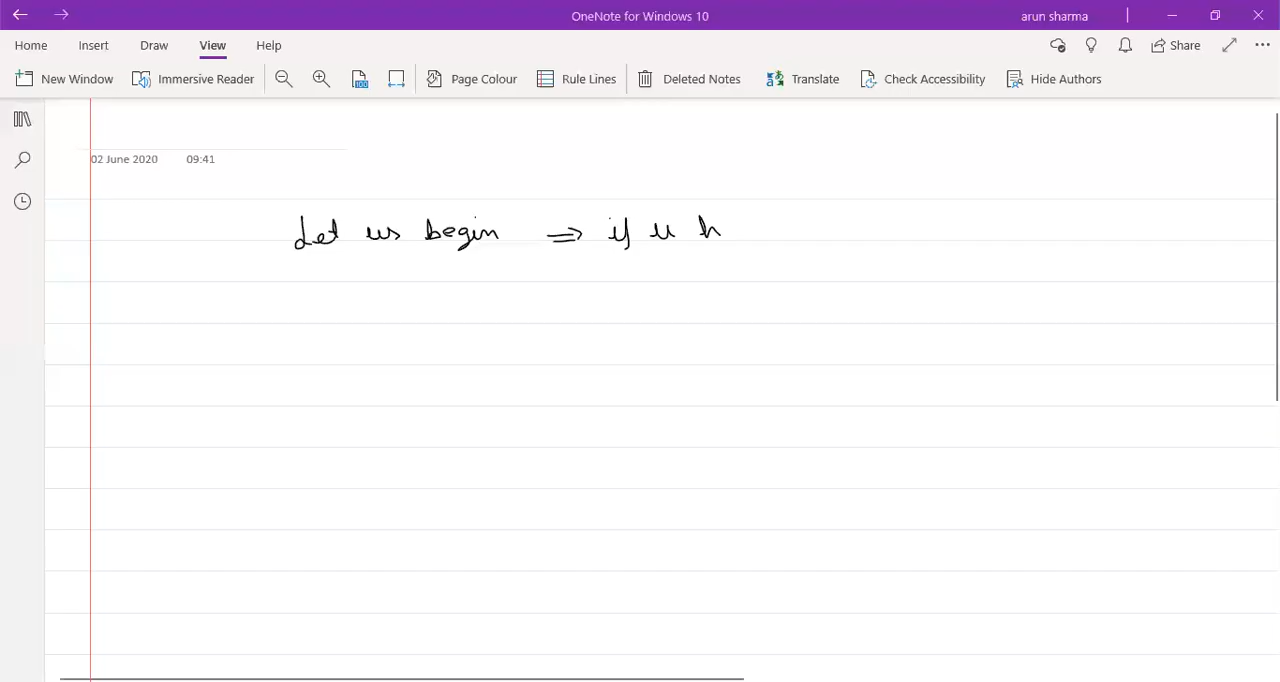 OneNote for Windows 10
arun sharma
Home Insert Draw View Help
Share
New Window Immersive Reader Page Colour Rule Lines Deleted Notes Translate Check Accessibility Hide Authors
02 June 2020 09:41
Let us begin ⇒ if u h